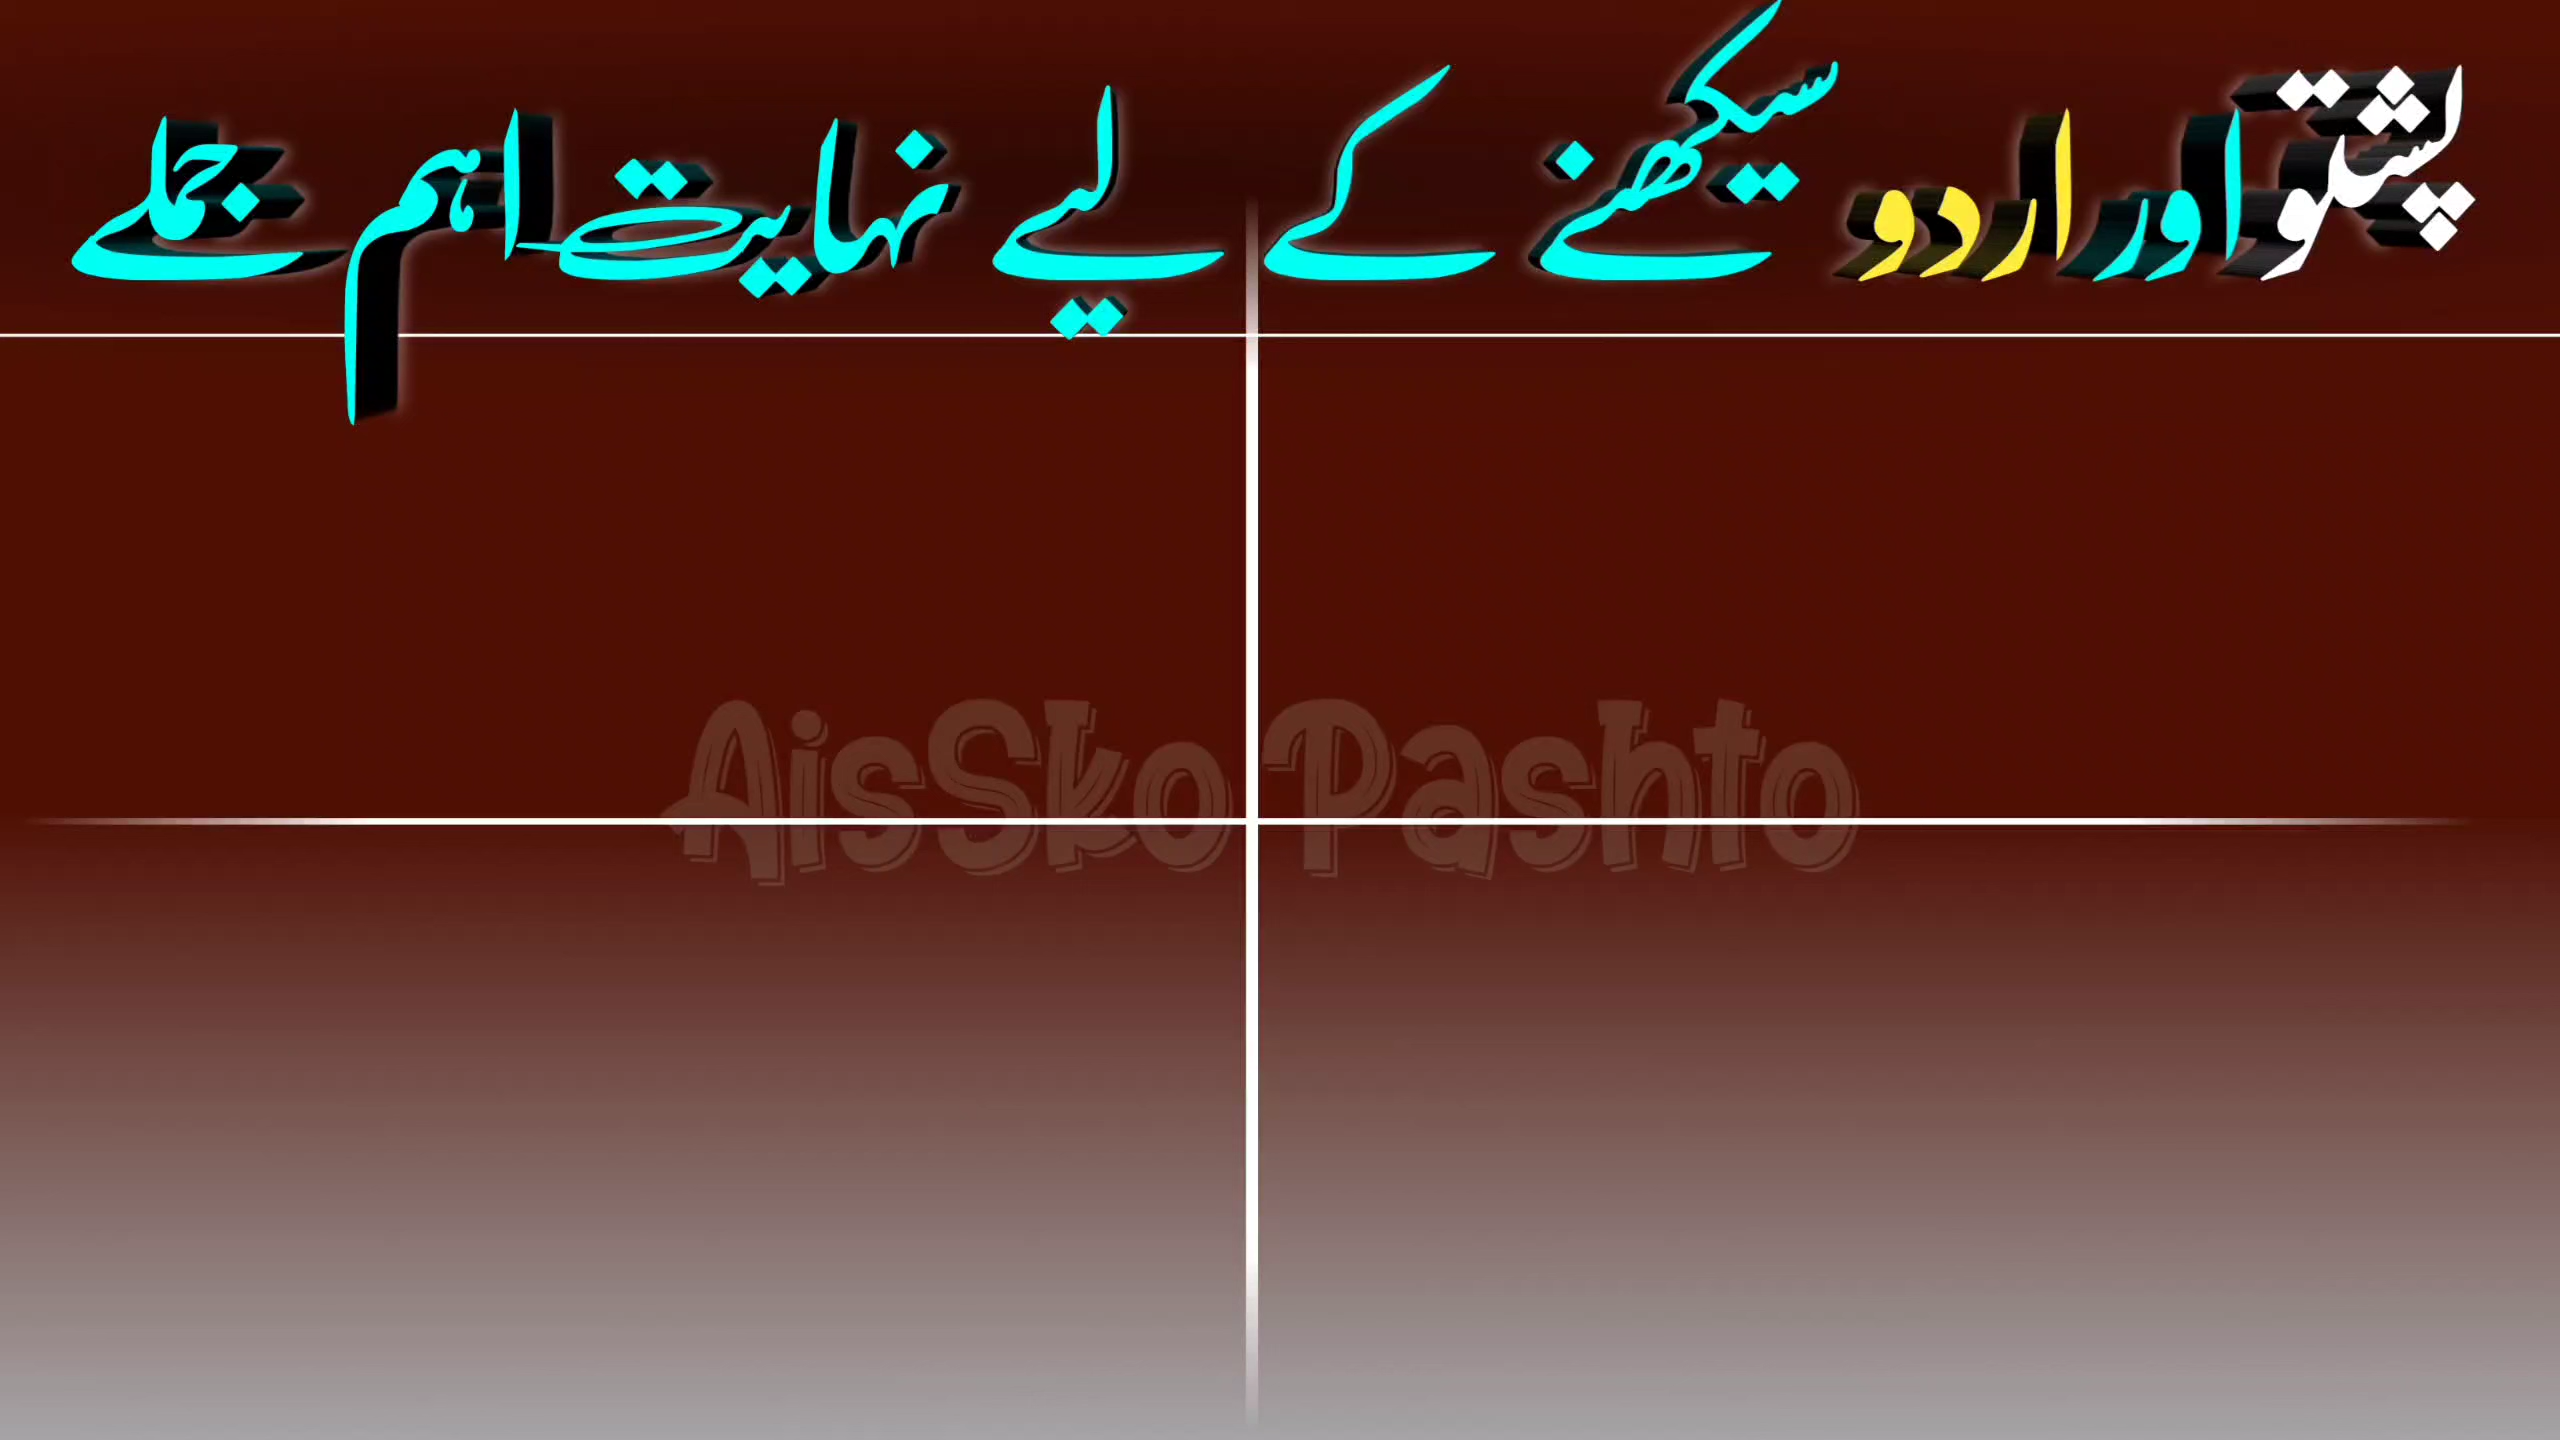 پشتو اور اردو سیکھنے کے لیے نہایت اہم جملے
AisSko Pashto